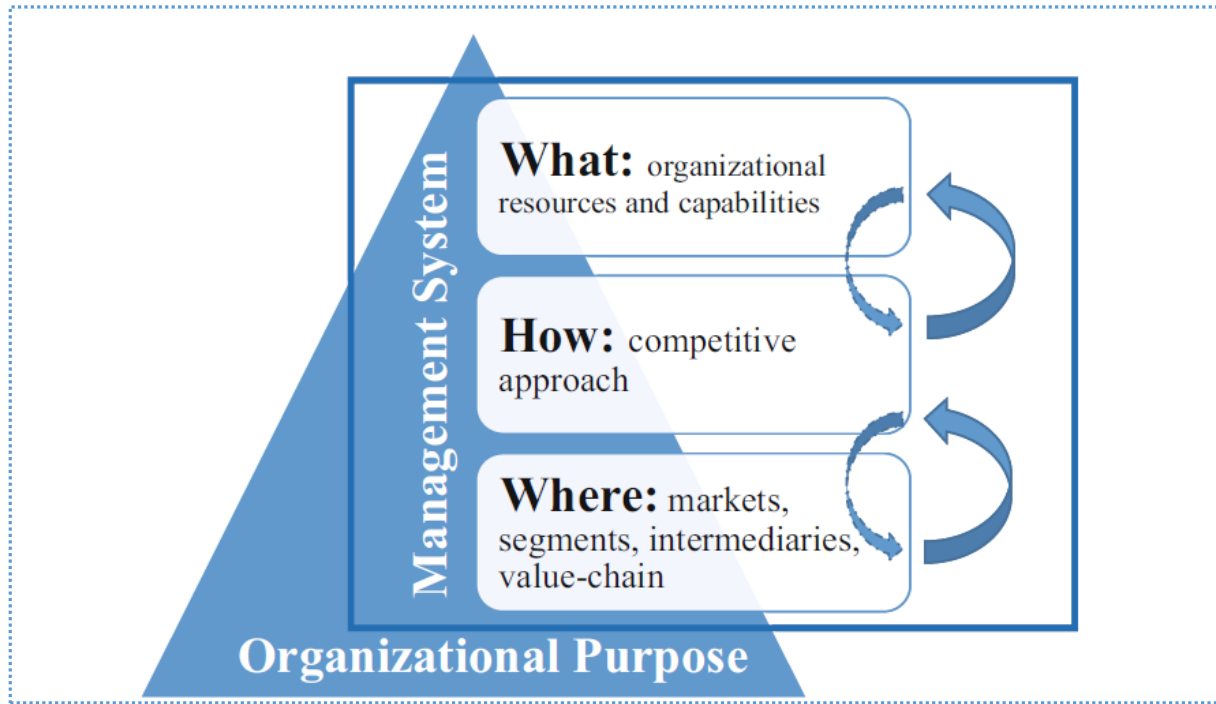 Management System
What: organizational
resources and capabilities
How: competitive
approach
Where: markets,
segments, intermediaries,
value-chain
Organizational Purpose